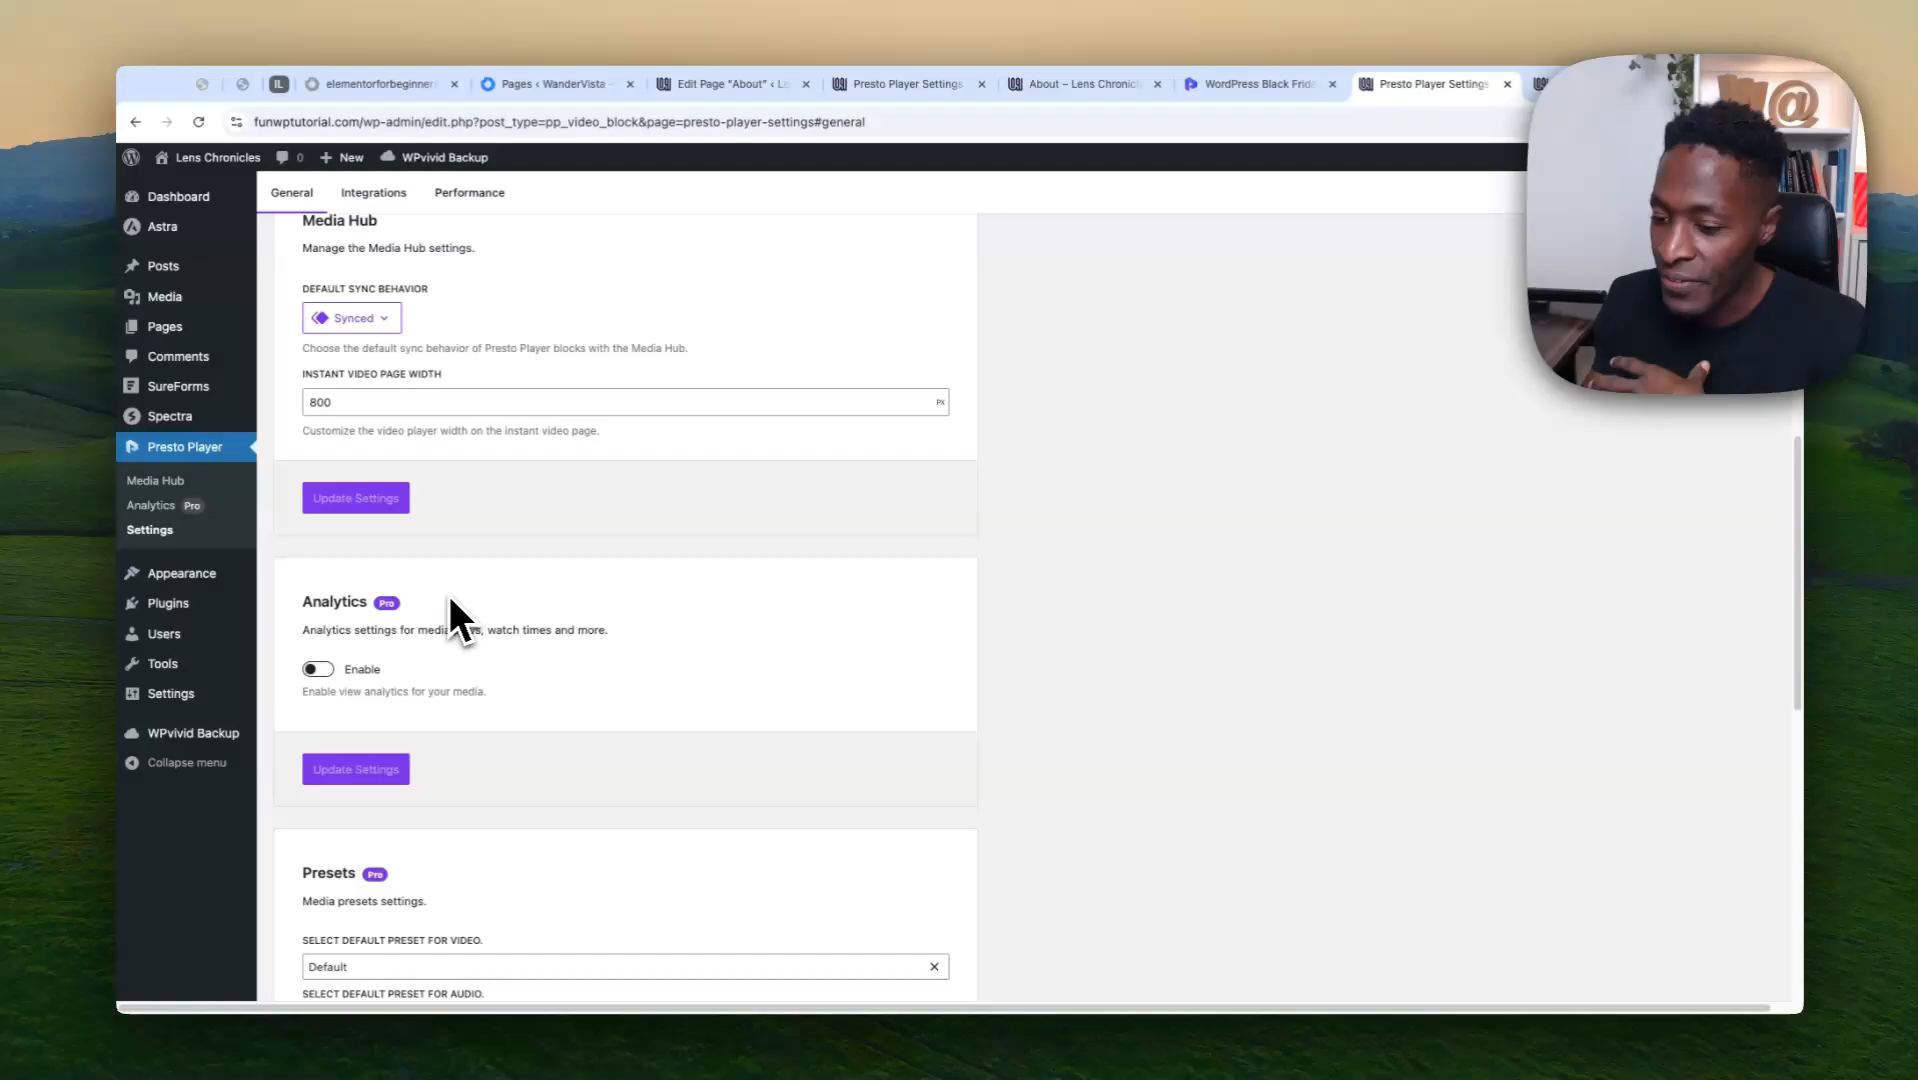 IL
elementorforbeginner
Pages < WanderVista –
Edit Page "About" < Le
Presto Player Settings
About – Lens Chronicl
WordPress Black Frida
Presto Player Settings
funwptutorial.com/wp-admin/edit.php?post_type=pp_video_block&page=presto-player-settings#general
Lens Chronicles
0
New
WPvivid Backup
Dashboard
Astra
Posts
Media
Pages
Comments
SureForms
Spectra
Presto Player
Media Hub
Analytics Pro
Settings
Appearance
Plugins
Users
Tools
Settings
WPvivid Backup
Collapse menu
General
Integrations
Performance
Media Hub
Manage the Media Hub settings.
DEFAULT SYNC BEHAVIOR
Synced
Choose the default sync behavior of Presto Player blocks with the Media Hub.
INSTANT VIDEO PAGE WIDTH
800
PX
Customize the video player width on the instant video page.
Update Settings
Analytics Pro
Analytics settings for medi s, watch times and more.
Enable
Enable view analytics for your media.
Update Settings
Presets Pro
Media presets settings.
SELECT DEFAULT PRESET FOR VIDEO.
Default
SELECT DEFAULT PRESET FOR AUDIO.
@